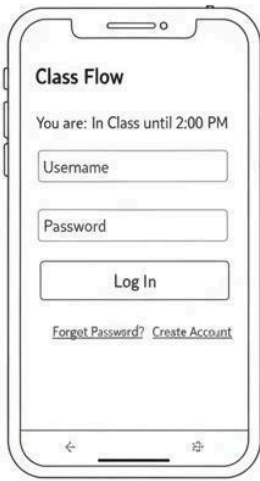 Class Flow
You are: In Class until 2:00 PM
Username
Password
Log In
Forget Password? Create Account